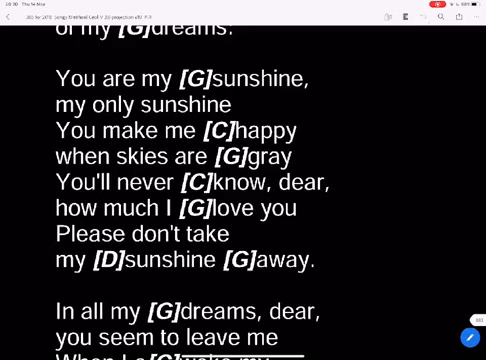 of my [G]dreams.
You are my [G]sunshine,
my only sunshine
You make me [C]happy
when skies are [G]gray
You'll never [C]know, dear,
how much I [G]love you
Please don't take
my [D]sunshine [G]away.
In all my [G]dreams, dear,
you seem to leave me